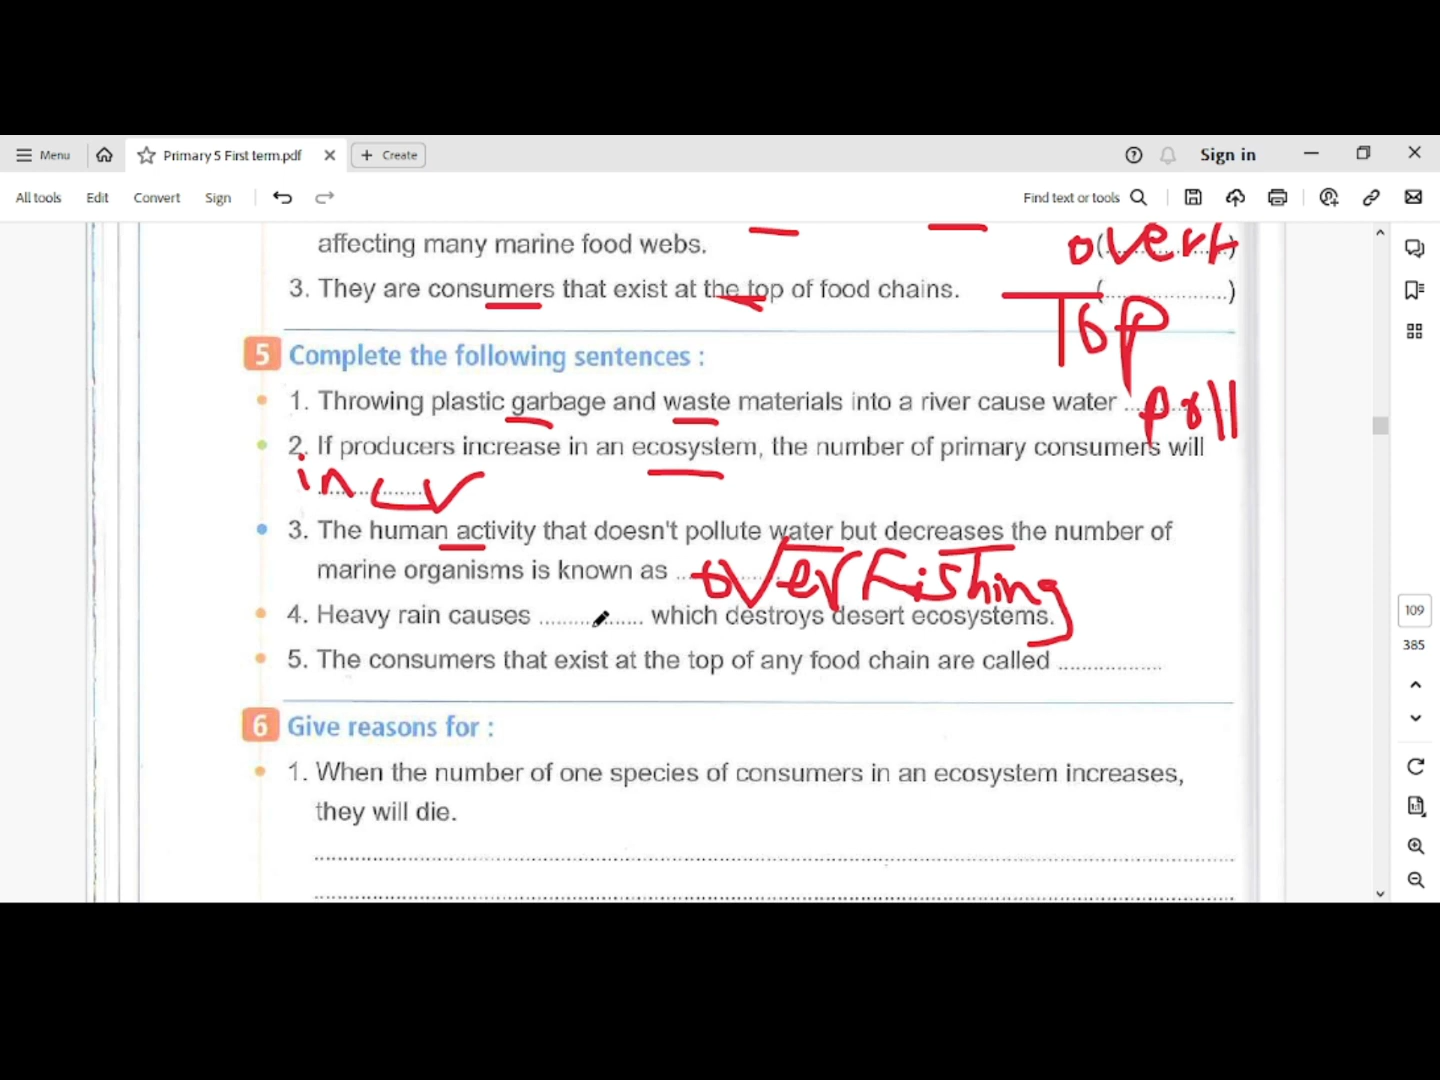 Menu
Primary 5 First term.pdf
Create
Sign in
All tools Edit Convert Sign
Find text or tools
affecting many marine food webs. (..............) overf
3. They are consumers that exist at the top of food chains. (..............)
Top
5 Complete the following sentences :
1. Throwing plastic garbage and waste materials into a river cause water .............. poll
2. If producers increase in an ecosystem, the number of primary consumers will
.............. inc
3. The human activity that doesn't pollute water but decreases the number of
marine organisms is known as .............. overfishing
4. Heavy rain causes .............. which destroys desert ecosystems.
5. The consumers that exist at the top of any food chain are called ..............
6 Give reasons for :
1. When the number of one species of consumers in an ecosystem increases,
they will die.
109
385